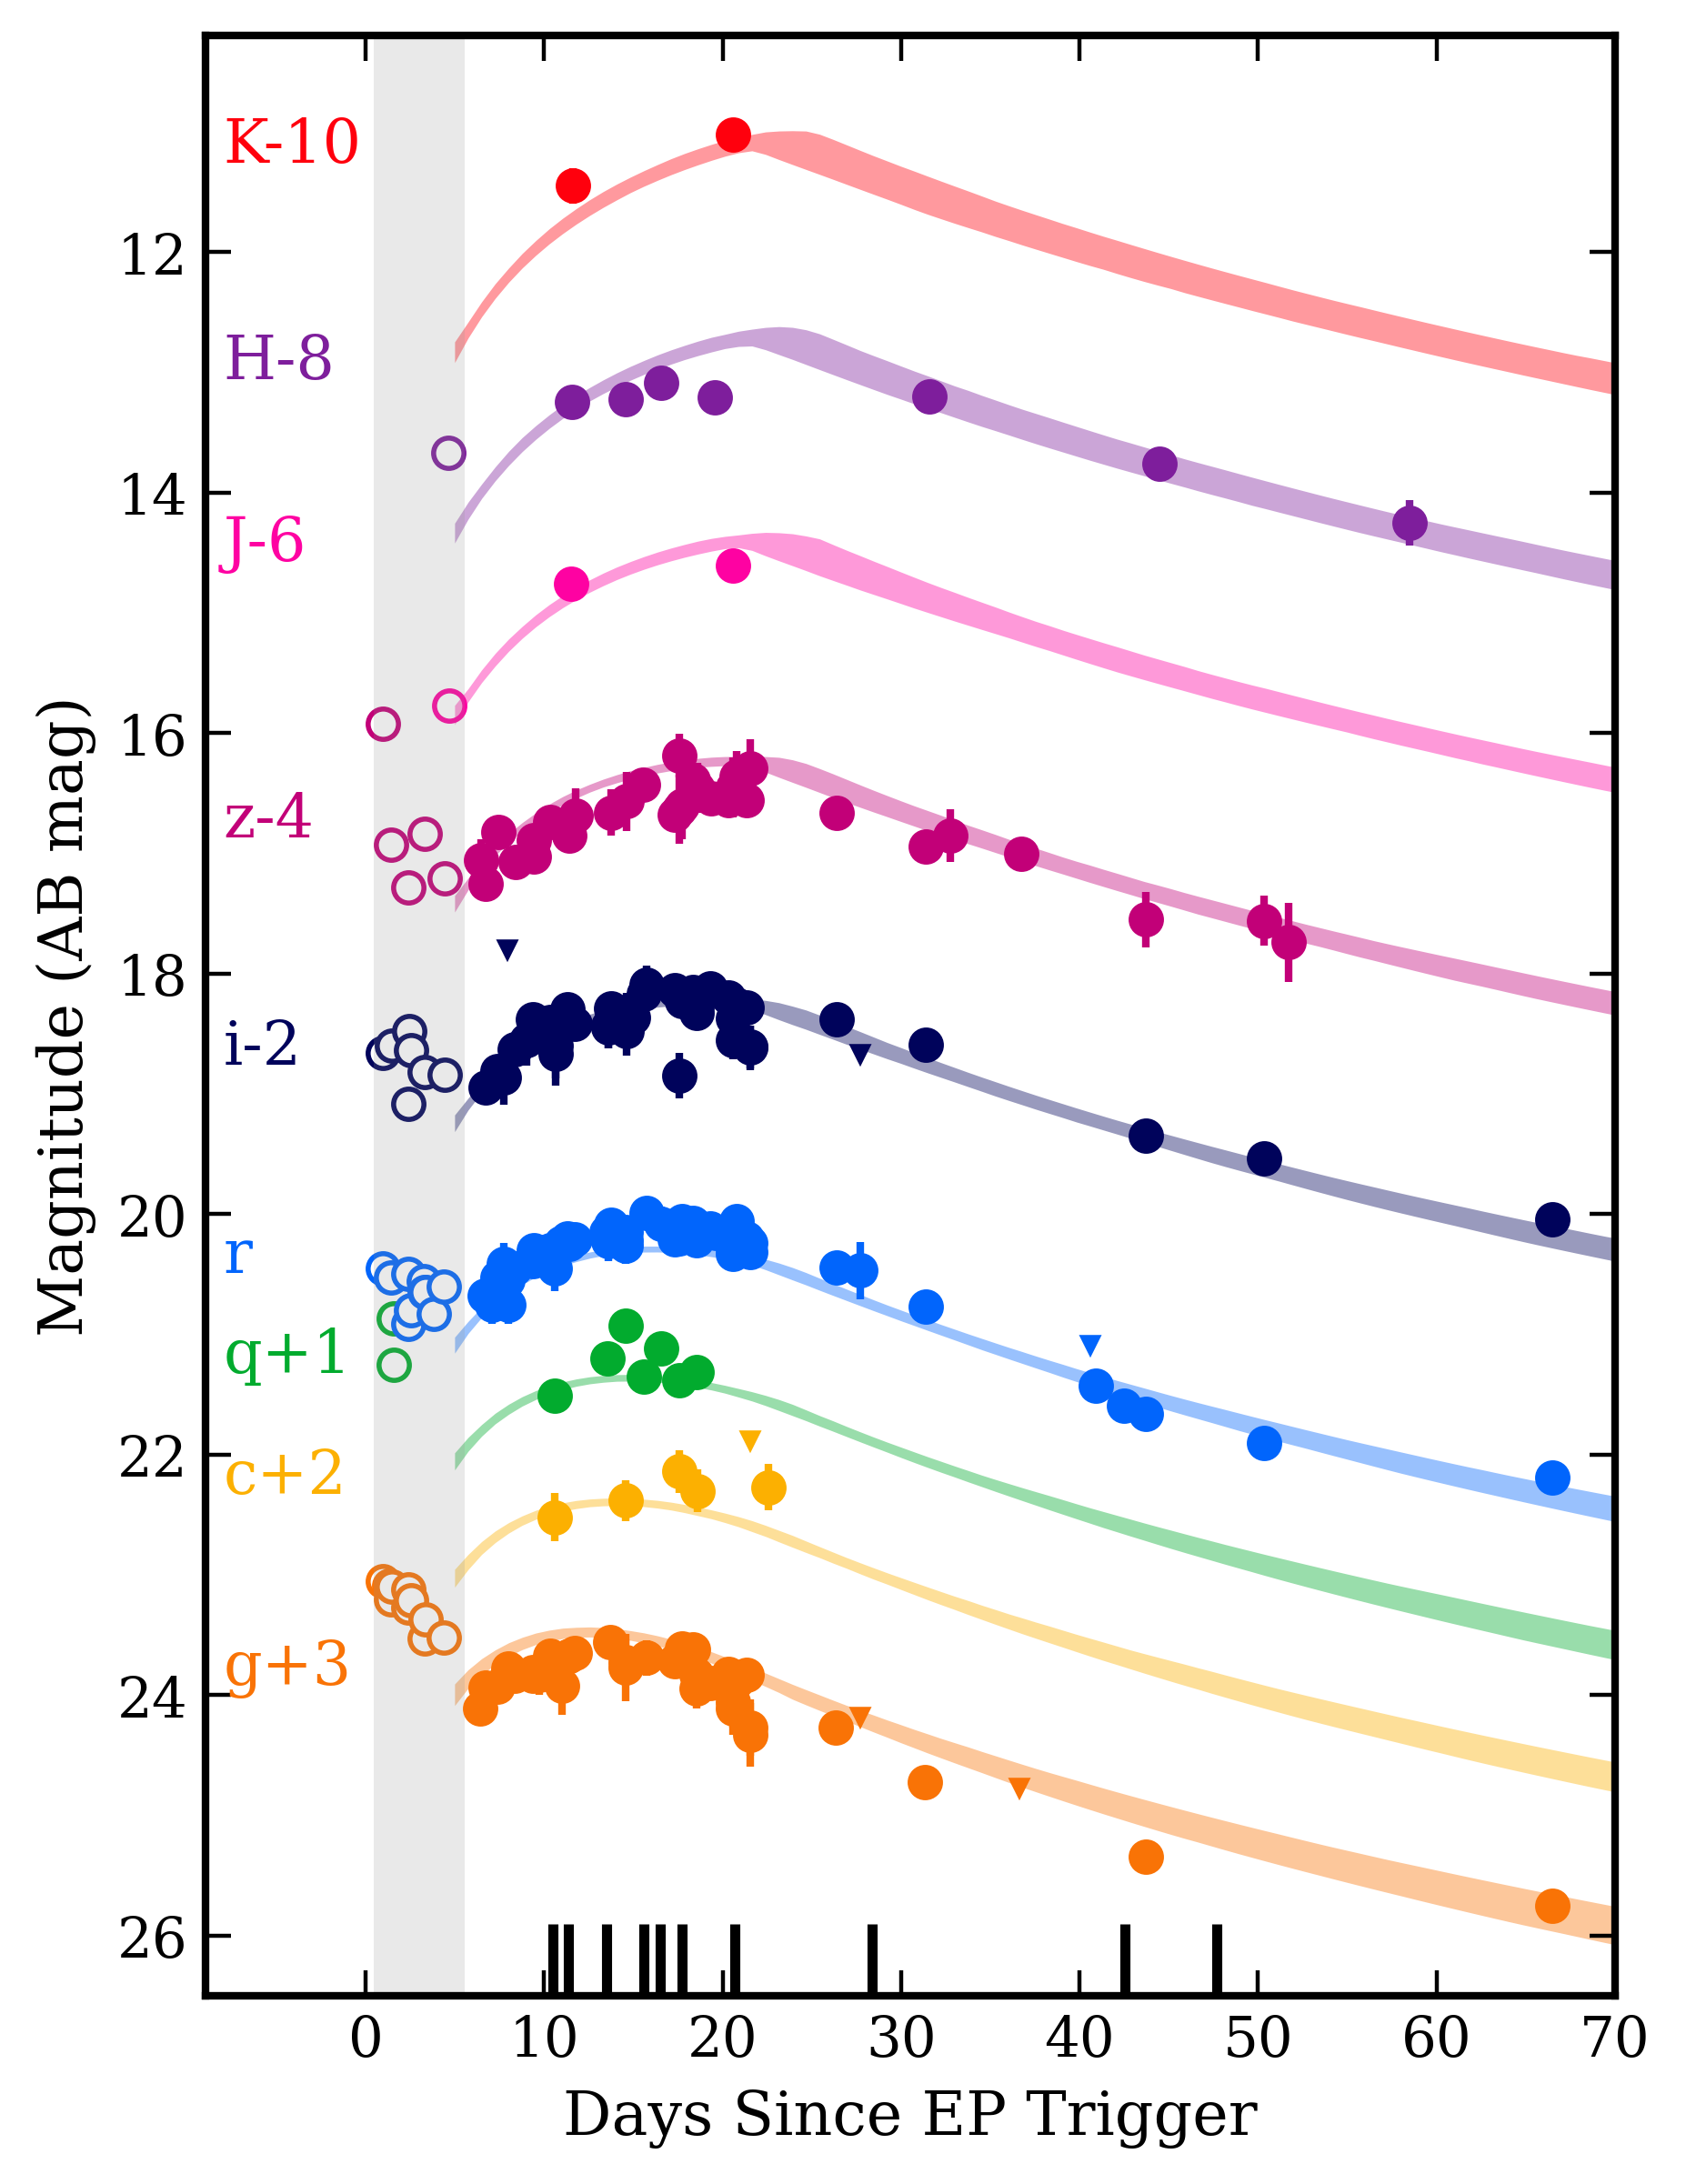 K-10
12
H-8
14
J-6
Magnitude (AB mag)
16
z-4
18
i-2
20
r
q+1
22
c+2
g+3
24
26
0 10 20 30 40 50 60 70
Days Since EP Trigger